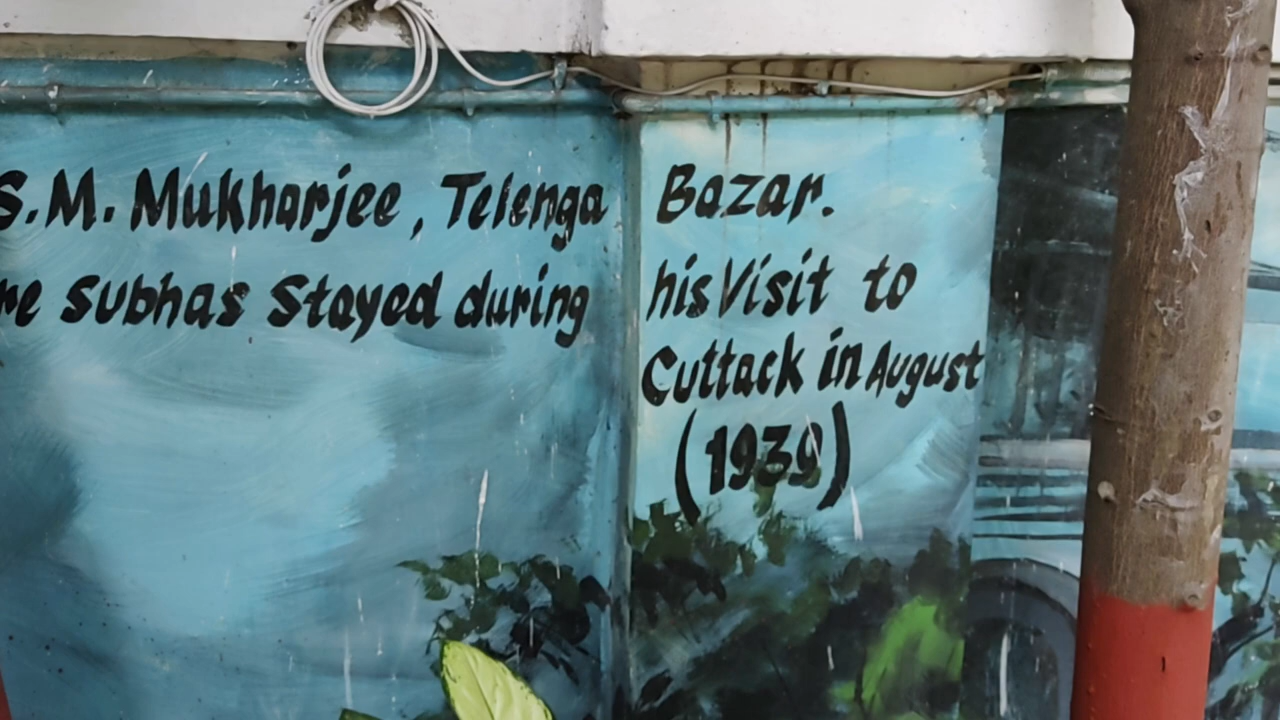 S.M. Mukharjee, Telenga Bazar.
re Subhas Stayed during his Visit to
Cuttack in August
(1939)